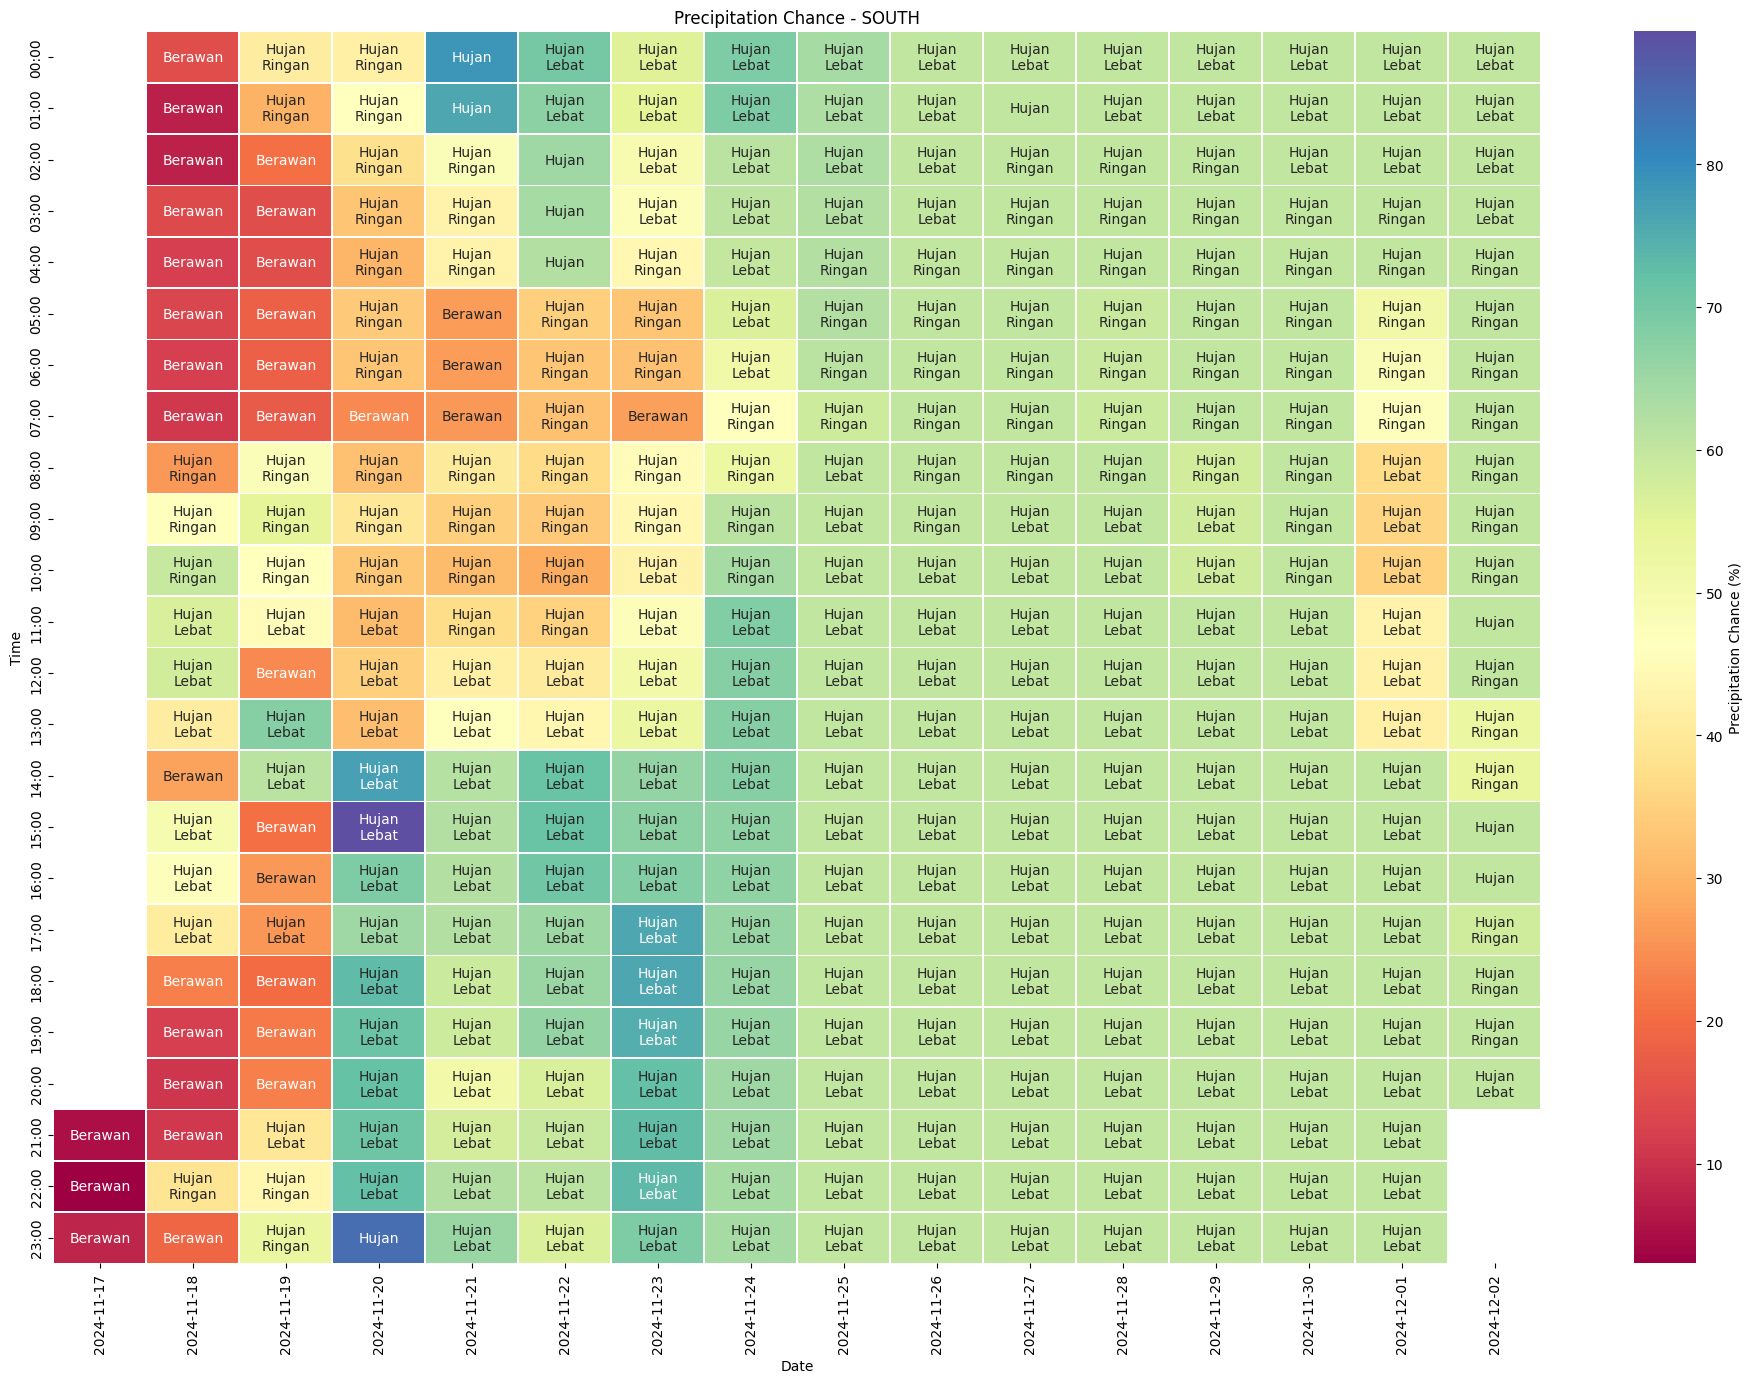 Precipitation Chance - SOUTH
00:00 Berawan Hujan Ringan Hujan Ringan Hujan Hujan Lebat Hujan Lebat Hujan Lebat Hujan Lebat Hujan Lebat Hujan Lebat Hujan Lebat Hujan Lebat Hujan Lebat Hujan Lebat Hujan Lebat
01:00 Berawan Hujan Ringan Hujan Ringan Hujan Hujan Lebat Hujan Lebat Hujan Lebat Hujan Lebat Hujan Lebat Hujan Hujan Lebat Hujan Lebat Hujan Lebat Hujan Lebat Hujan Lebat
02:00 Berawan Berawan Hujan Ringan Hujan Ringan Hujan Hujan Lebat Hujan Lebat Hujan Lebat Hujan Lebat Hujan Ringan Hujan Ringan Hujan Ringan Hujan Lebat Hujan Lebat Hujan Lebat
03:00 Berawan Berawan Hujan Ringan Hujan Ringan Hujan Hujan Lebat Hujan Lebat Hujan Lebat Hujan Lebat Hujan Ringan Hujan Ringan Hujan Ringan Hujan Ringan Hujan Ringan Hujan Lebat
04:00 Berawan Berawan Hujan Ringan Hujan Ringan Hujan Hujan Ringan Hujan Lebat Hujan Ringan Hujan Ringan Hujan Ringan Hujan Ringan Hujan Ringan Hujan Ringan Hujan Ringan Hujan Ringan
05:00 Berawan Berawan Hujan Ringan Berawan Hujan Ringan Hujan Ringan Hujan Lebat Hujan Ringan Hujan Ringan Hujan Ringan Hujan Ringan Hujan Ringan Hujan Ringan Hujan Ringan Hujan Ringan
06:00 Berawan Berawan Hujan Ringan Berawan Hujan Ringan Hujan Ringan Hujan Lebat Hujan Ringan Hujan Ringan Hujan Ringan Hujan Ringan Hujan Ringan Hujan Ringan Hujan Ringan Hujan Ringan
07:00 Berawan Berawan Berawan Berawan Hujan Ringan Berawan Hujan Ringan Hujan Ringan Hujan Ringan Hujan Ringan Hujan Ringan Hujan Ringan Hujan Ringan Hujan Ringan Hujan Ringan
08:00 Hujan Ringan Hujan Ringan Hujan Ringan Hujan Ringan Hujan Ringan Hujan Ringan Hujan Ringan Hujan Lebat Hujan Ringan Hujan Ringan Hujan Ringan Hujan Ringan Hujan Ringan Hujan Lebat Hujan Ringan
09:00 Hujan Ringan Hujan Ringan Hujan Ringan Hujan Ringan Hujan Ringan Hujan Ringan Hujan Ringan Hujan Lebat Hujan Ringan Hujan Lebat Hujan Lebat Hujan Lebat Hujan Ringan Hujan Lebat Hujan Ringan
10:00 Hujan Ringan Hujan Ringan Hujan Ringan Hujan Ringan Hujan Ringan Hujan Lebat Hujan Ringan Hujan Lebat Hujan Lebat Hujan Lebat Hujan Lebat Hujan Lebat Hujan Ringan Hujan Lebat Hujan Ringan
11:00 Hujan Lebat Hujan Lebat Hujan Lebat Hujan Ringan Hujan Ringan Hujan Lebat Hujan Lebat Hujan Lebat Hujan Lebat Hujan Lebat Hujan Lebat Hujan Lebat Hujan Lebat Hujan Lebat Hujan
12:00 Hujan Lebat Berawan Hujan Lebat Hujan Lebat Hujan Lebat Hujan Lebat Hujan Lebat Hujan Lebat Hujan Lebat Hujan Lebat Hujan Lebat Hujan Lebat Hujan Lebat Hujan Lebat Hujan Ringan
13:00 Hujan Lebat Hujan Lebat Hujan Lebat Hujan Lebat Hujan Lebat Hujan Lebat Hujan Lebat Hujan Lebat Hujan Lebat Hujan Lebat Hujan Lebat Hujan Lebat Hujan Lebat Hujan Lebat Hujan Ringan
14:00 Berawan Hujan Lebat Hujan Lebat Hujan Lebat Hujan Lebat Hujan Lebat Hujan Lebat Hujan Lebat Hujan Lebat Hujan Lebat Hujan Lebat Hujan Lebat Hujan Lebat Hujan Lebat Hujan Ringan
15:00 Hujan Lebat Berawan Hujan Lebat Hujan Lebat Hujan Lebat Hujan Lebat Hujan Lebat Hujan Lebat Hujan Lebat Hujan Lebat Hujan Lebat Hujan Lebat Hujan Lebat Hujan Lebat Hujan
16:00 Hujan Lebat Berawan Hujan Lebat Hujan Lebat Hujan Lebat Hujan Lebat Hujan Lebat Hujan Lebat Hujan Lebat Hujan Lebat Hujan Lebat Hujan Lebat Hujan Lebat Hujan Lebat Hujan
17:00 Hujan Lebat Hujan Lebat Hujan Lebat Hujan Lebat Hujan Lebat Hujan Lebat Hujan Lebat Hujan Lebat Hujan Lebat Hujan Lebat Hujan Lebat Hujan Lebat Hujan Lebat Hujan Lebat Hujan Ringan
18:00 Berawan Berawan Hujan Lebat Hujan Lebat Hujan Lebat Hujan Lebat Hujan Lebat Hujan Lebat Hujan Lebat Hujan Lebat Hujan Lebat Hujan Lebat Hujan Lebat Hujan Lebat Hujan Ringan
19:00 Berawan Berawan Hujan Lebat Hujan Lebat Hujan Lebat Hujan Lebat Hujan Lebat Hujan Lebat Hujan Lebat Hujan Lebat Hujan Lebat Hujan Lebat Hujan Lebat Hujan Lebat Hujan Ringan
20:00 Berawan Berawan Hujan Lebat Hujan Lebat Hujan Lebat Hujan Lebat Hujan Lebat Hujan Lebat Hujan Lebat Hujan Lebat Hujan Lebat Hujan Lebat Hujan Lebat Hujan Lebat Hujan Lebat
21:00 Berawan Berawan Hujan Lebat Hujan Lebat Hujan Lebat Hujan Lebat Hujan Lebat Hujan Lebat Hujan Lebat Hujan Lebat Hujan Lebat Hujan Lebat Hujan Lebat Hujan Lebat Hujan Lebat
22:00 Berawan Hujan Ringan Hujan Ringan Hujan Lebat Hujan Lebat Hujan Lebat Hujan Lebat Hujan Lebat Hujan Lebat Hujan Lebat Hujan Lebat Hujan Lebat Hujan Lebat Hujan Lebat Hujan Lebat
23:00 Berawan Berawan Hujan Ringan Hujan Hujan Lebat Hujan Lebat Hujan Lebat Hujan Lebat Hujan Lebat Hujan Lebat Hujan Lebat Hujan Lebat Hujan Lebat Hujan Lebat Hujan Lebat
Time
2024-11-17 2024-11-18 2024-11-19 2024-11-20 2024-11-21 2024-11-22 2024-11-23 2024-11-24 2024-11-25 2024-11-26 2024-11-27 2024-11-28 2024-11-29 2024-11-30 2024-12-01 2024-12-02
Date
80
70
60
50
40
30
20
10
Precipitation Chance (%)